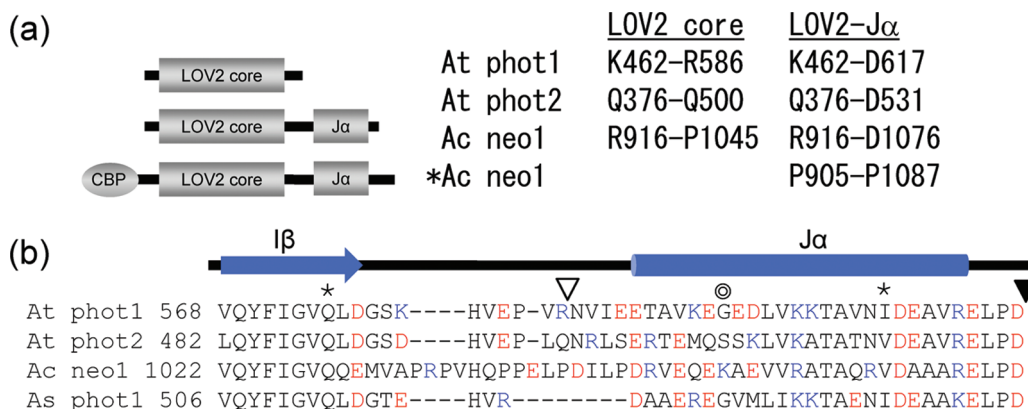 (a)
LOV2 core
LOV2 core Jα
CBP LOV2 core Jα
LOV2 core LOV2-Jα
At phot1 K462-R586 K462-D617
At phot2 Q376-Q500 Q376-D531
Ac neo1 R916-P1045 R916-D1076
*Ac neo1 P905-P1087
(b)
Iβ Jα
* ▽ ◎ * ▼
At phot1 568 VQYFIGVQLDGSK----HVEP-VRNVIEETAVKEGEDLVKKTAVNIDEAVRELPD
At phot2 482 LQYFIGVQLDGSD----HVEP-LQNRLSERTEMQSSKLVKATATNVDEAVRELPD
Ac neo1 1022 VQYFIGVQQEMVAPRPVHQPPELPDILPDRVEQEKAEVVRATAQRVDAAARELPD
As phot1 506 VQYFIGVQLDGTE----HVR--------DAAEREGVMLIKKTAENIDEAAKELPD